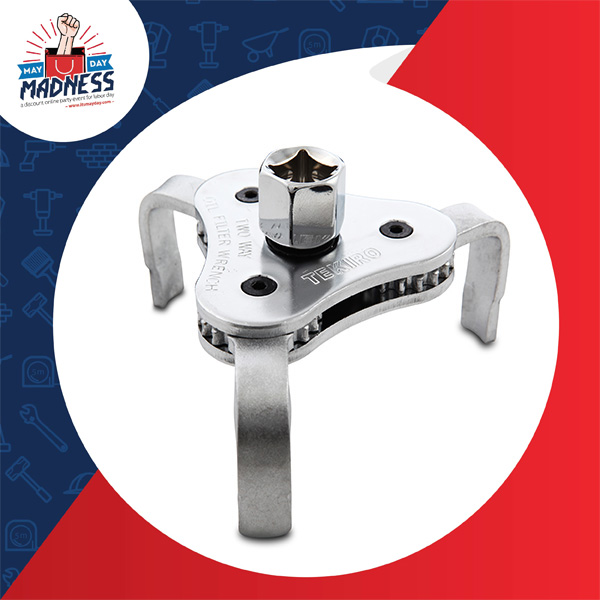 MAY DAY
MADNESS
a discount online party event for labor day
- www.itsmayday.com -
TWO WAY
OIL FILTER WRENCH
TEKIRO